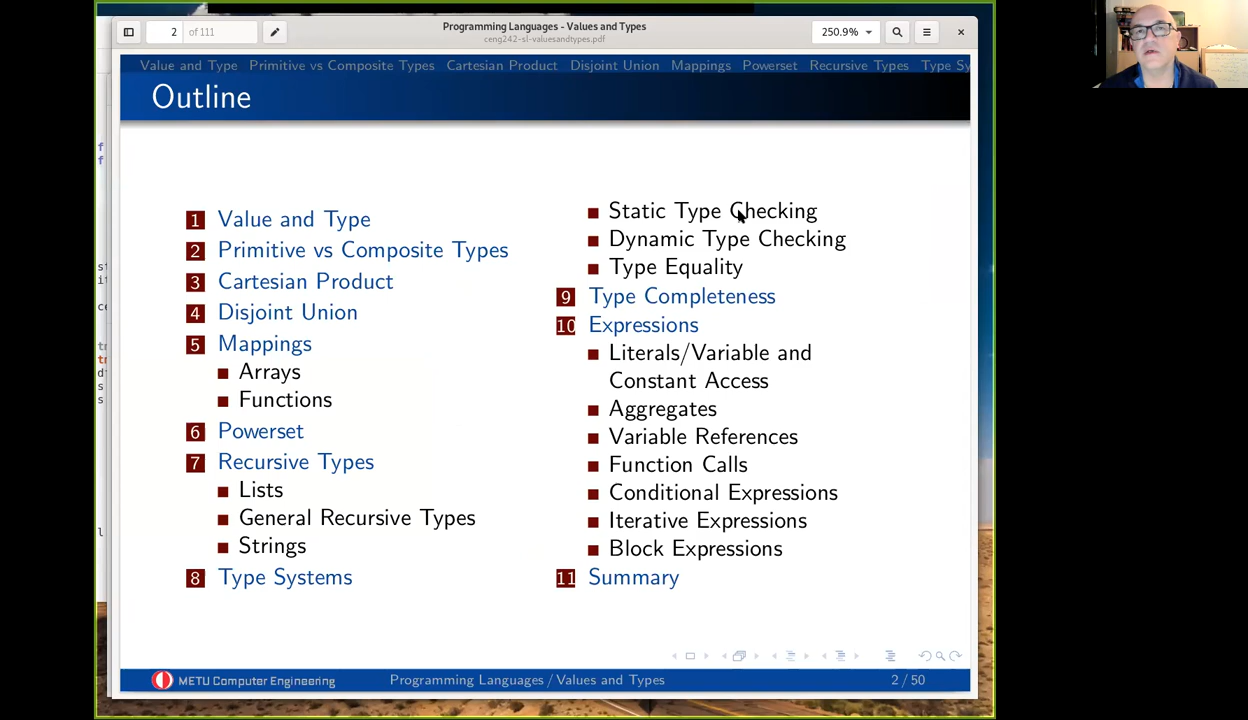 2 of 111
Programming Languages - Values and Types
ceng242-sl-valuesandtypes.pdf
250.9%
Value and Type Primitive vs Composite Types Cartesian Product Disjoint Union Mappings Powerset Recursive Types Type Sy
Outline
1 Value and Type
2 Primitive vs Composite Types
3 Cartesian Product
4 Disjoint Union
5 Mappings
Arrays
Functions
6 Powerset
7 Recursive Types
Lists
General Recursive Types
Strings
8 Type Systems
Static Type Checking
Dynamic Type Checking
Type Equality
9 Type Completeness
10 Expressions
Literals/Variable and
Constant Access
Aggregates
Variable References
Function Calls
Conditional Expressions
Iterative Expressions
Block Expressions
11 Summary
METU Computer Engineering
Programming Languages / Values and Types
2 / 50